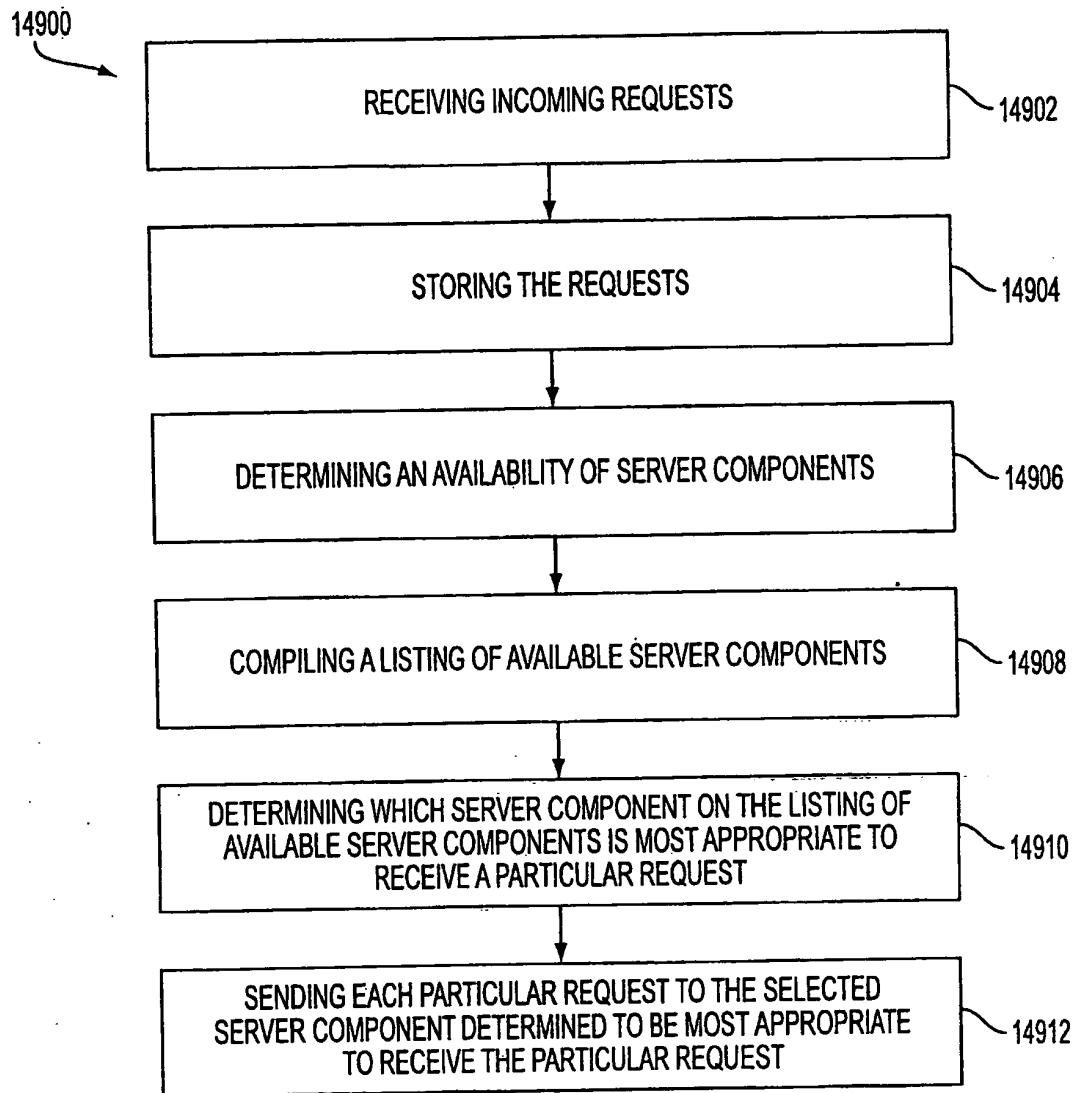 14900
RECEIVING INCOMING REQUESTS
14902
STORING THE REQUESTS
14904
DETERMINING AN AVAILABILITY OF SERVER COMPONENTS
14906
COMPILING A LISTING OF AVAILABLE SERVER COMPONENTS
14908
DETERMINING WHICH SERVER COMPONENT ON THE LISTING OF
AVAILABLE SERVER COMPONENTS IS MOST APPROPRIATE TO
RECEIVE A PARTICULAR REQUEST
14910
SENDING EACH PARTICULAR REQUEST TO THE SELECTED
SERVER COMPONENT DETERMINED TO BE MOST APPROPRIATE
TO RECEIVE THE PARTICULAR REQUEST
14912